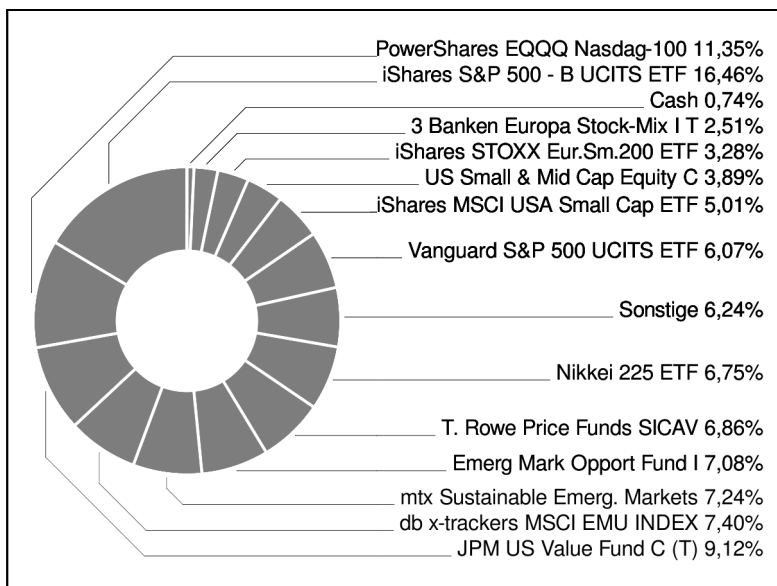 PowerShares EQQQ Nasdag-100 11,35%
iShares S&P 500 - B UCITS ETF 16,46%
Cash 0,74%
3 Banken Europa Stock-Mix I T 2,51%
iShares STOXX Eur.Sm.200 ETF 3,28%
US Small & Mid Cap Equity C 3,89%
iShares MSCI USA Small Cap ETF 5,01%
Vanguard S&P 500 UCITS ETF 6,07%
Sonstige 6,24%
Nikkei 225 ETF 6,75%
T. Rowe Price Funds SICAV 6,86%
Emerg Mark Opport Fund I 7,08%
mtx Sustainable Emerg. Markets 7,24%
db x-trackers MSCI EMU INDEX 7,40%
JPM US Value Fund C (T) 9,12%